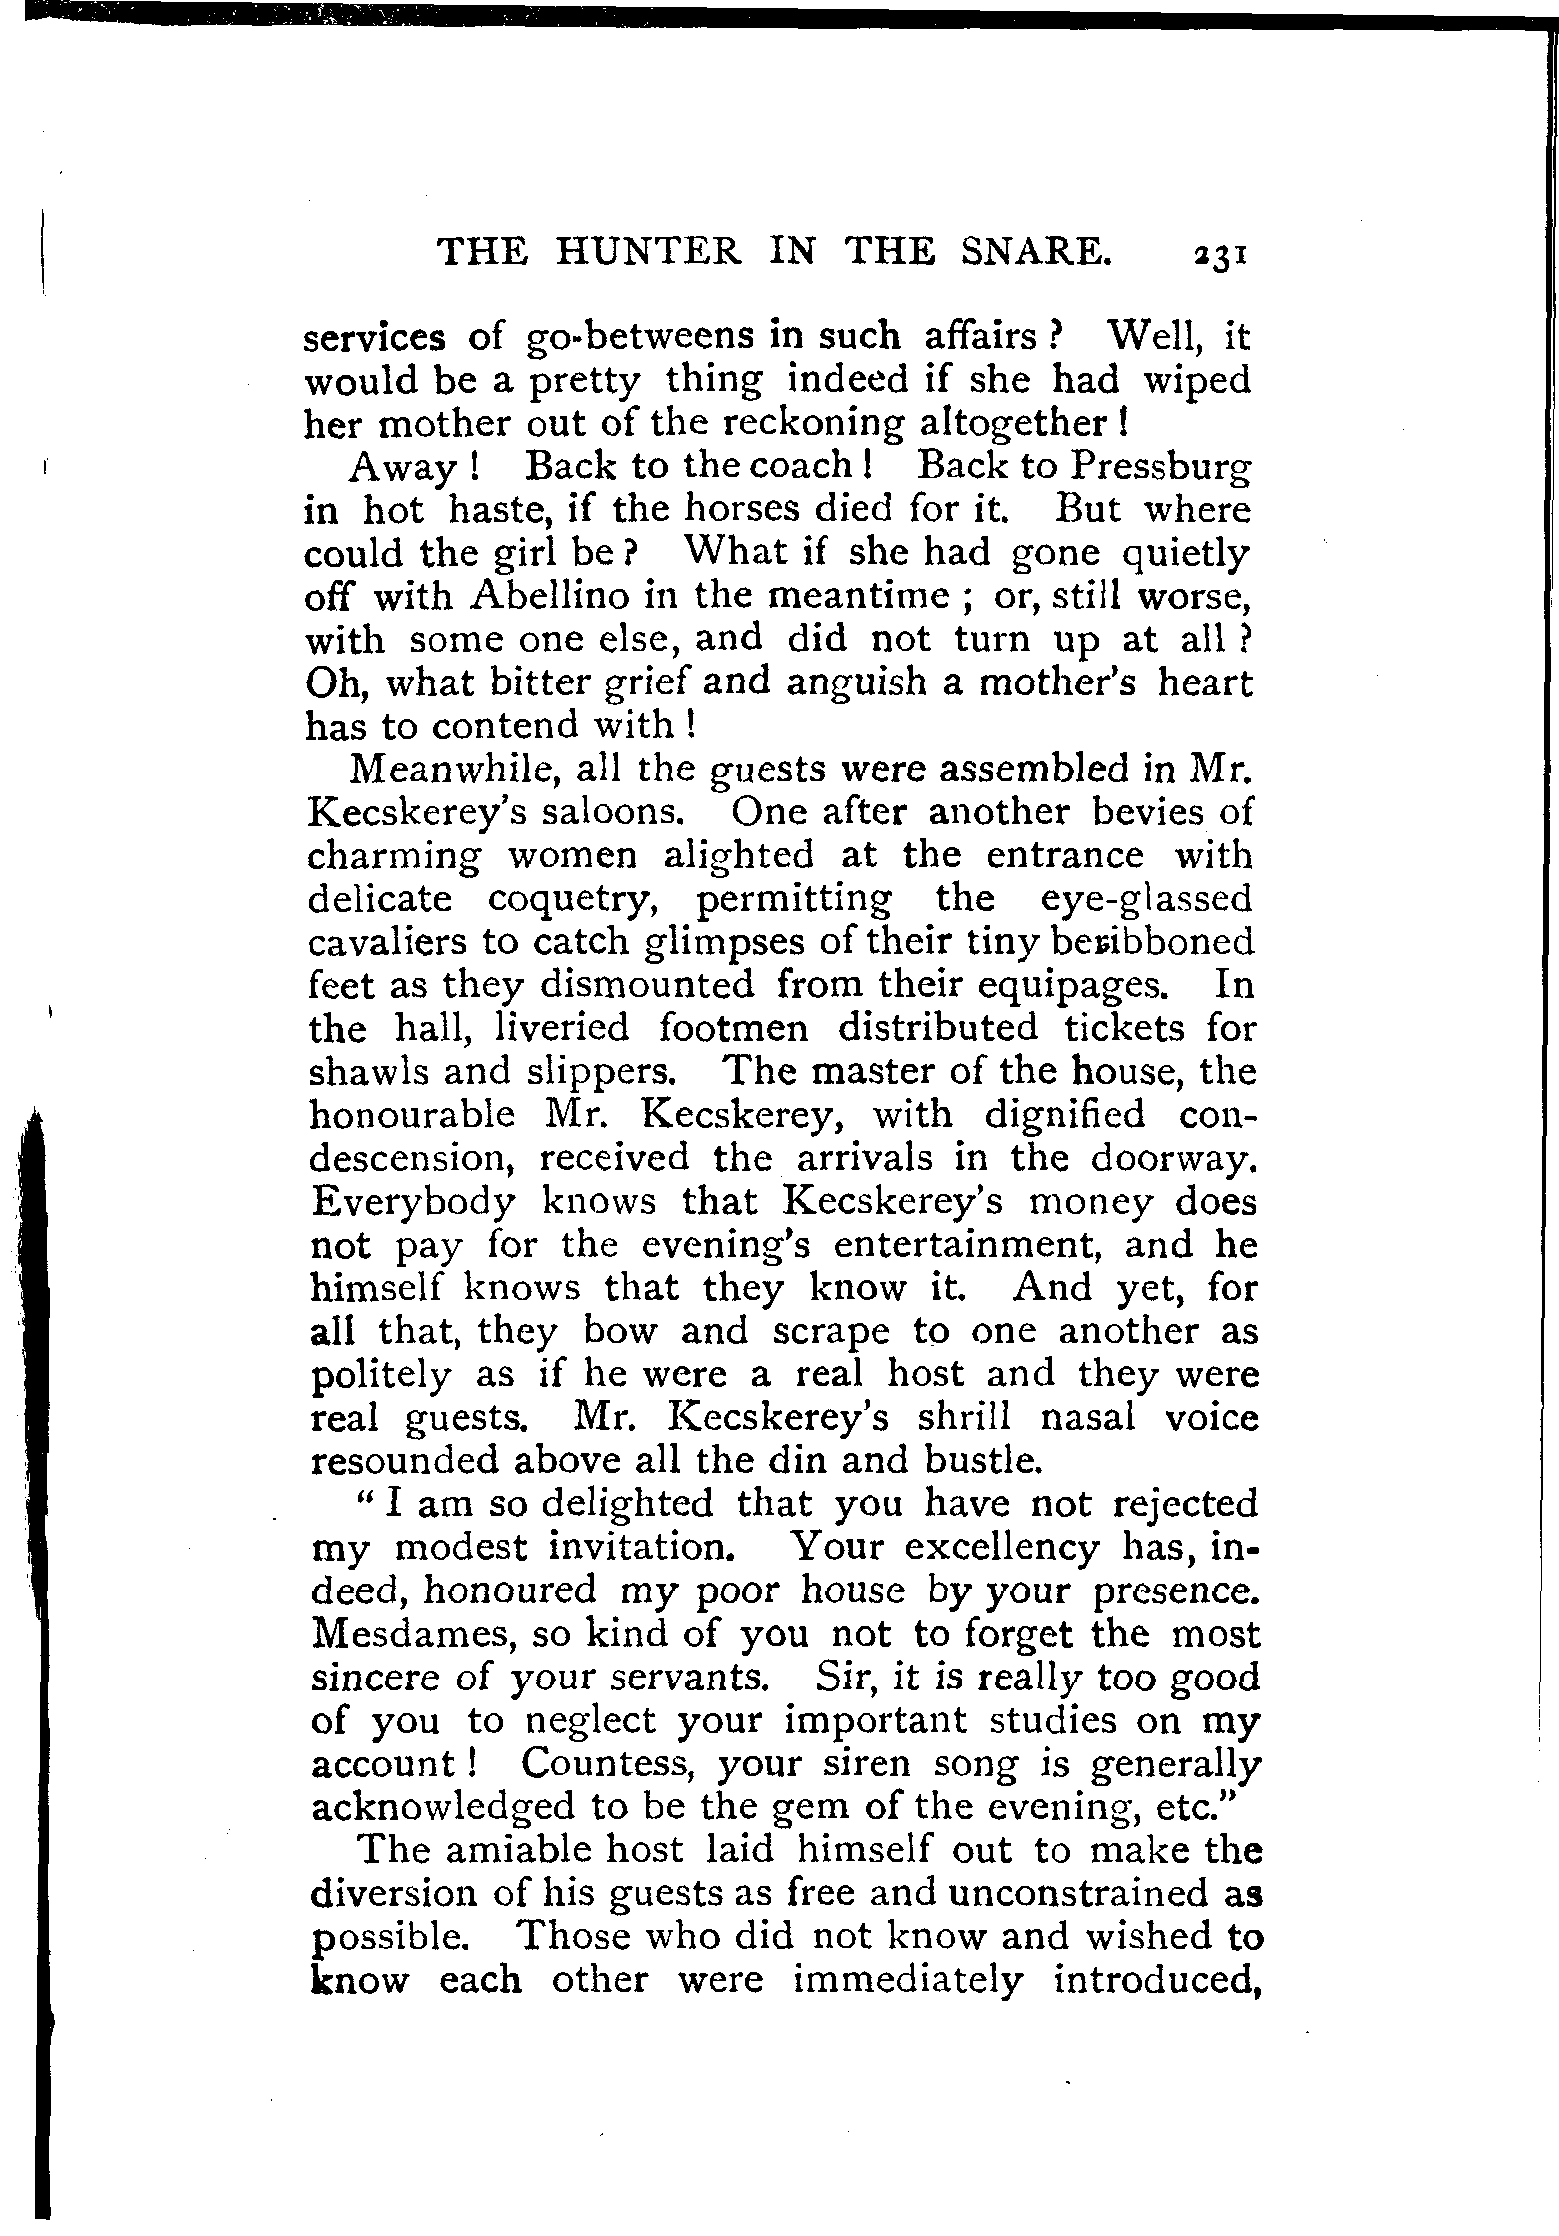 THE HUNTER IN THE SNARE. 231
services of go-betweens in such affairs ? Well, it
would be a pretty thing indeed if she had wiped
her mother out of the reckoning altogether !
Away ! Back to the coach ! Back to Pressburg
in hot haste, if the horses died for it. But where
could the girl be ? What if she had gone quietly
off with Abellino in the meantime ; or, still worse,
with some one else, and did not turn up at all ?
Oh, what bitter grief and anguish a mother's heart
has to contend with !
Meanwhile, all the guests were assembled in Mr.
Kecskerey's saloons. One after another bevies of
charming women alighted at the entrance with
delicate coquetry, permitting the eye-glassed
cavaliers to catch glimpses of their tiny beribboned
feet as they dismounted from their equipages. In
the hall, liveried footmen distributed tickets for
shawls and slippers. The master of the house, the
honourable Mr. Kecskerey, with dignified con-
descension, received the arrivals in the doorway.
Everybody knows that Kecskerey's money does
not pay for the evening's entertainment, and he
himself knows that they know it. And yet, for
all that, they bow and scrape to one another as
politely as if he were a real host and they were
real guests. Mr. Kecskerey's shrill nasal voice
resounded above all the din and bustle.
" I am so delighted that you have not rejected
my modest invitation. Your excellency has, in-
deed, honoured my poor house by your presence.
Mesdames, so kind of you not to forget the most
sincere of your servants. Sir, it is really too good
of you to neglect your important studies on my
account ! Countess, your siren song is generally
acknowledged to be the gem of the evening, etc."
The amiable host laid himself out to make the
diversion of his guests as free and unconstrained as
possible. Those who did not know and wished to
know each other were immediately introduced,